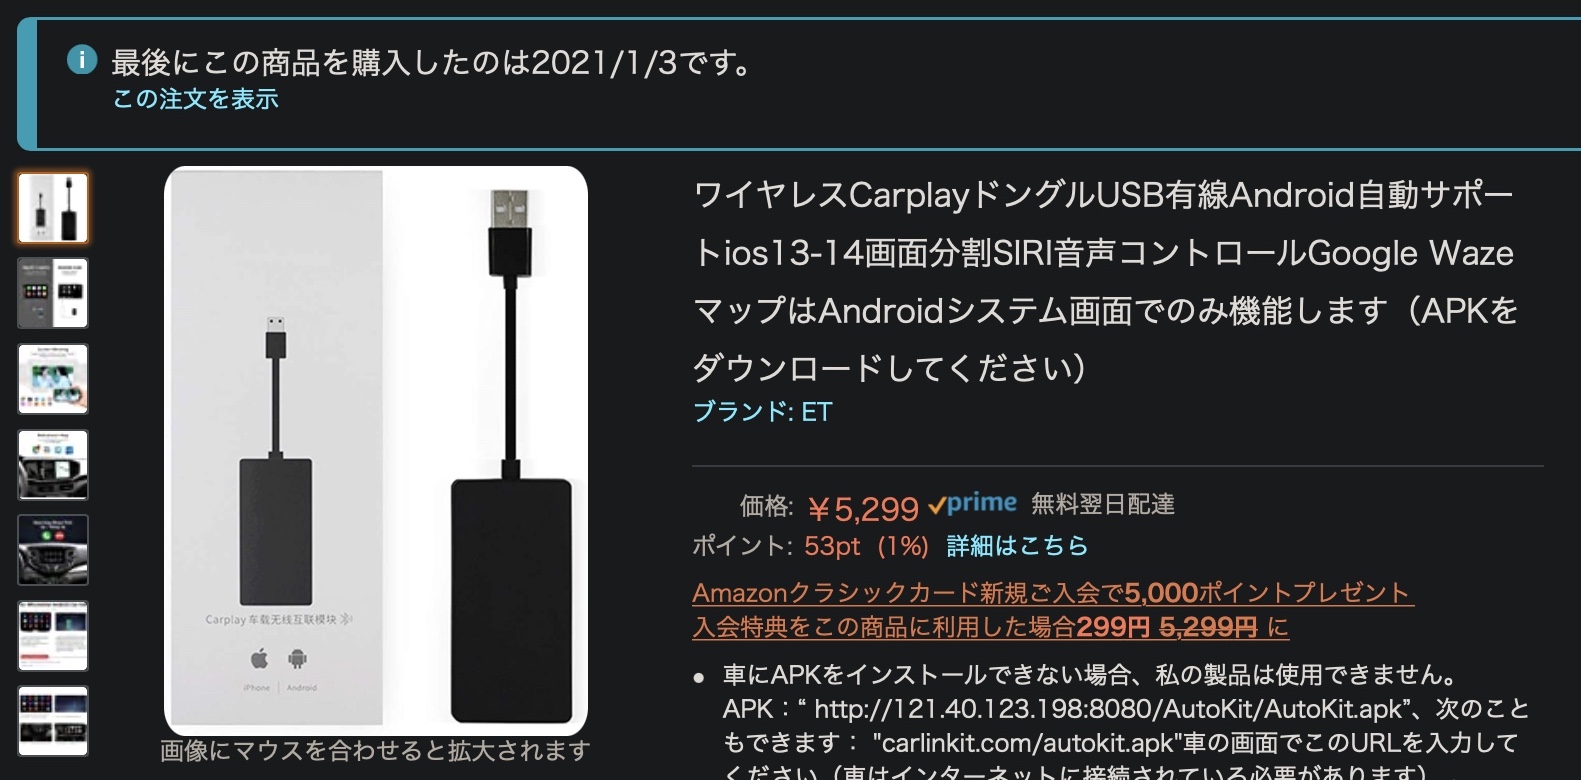 最後にこの商品を購入したのは2021/1/3です。
この注文を表示
ワイヤレスCarplayドングルUSB有線Android自動サポー
トios13-14画面分割SIRI音声コントロールGoogle Waze
マップはAndroidシステム画面でのみ機能します（APKを
ダウンロードしてください）
ブランド: ET
価格: ￥5,299 prime 無料翌日配達
ポイント: 53pt (1%) 詳細はこちら
Amazonクラシックカード新規ご入会で5,000ポイントプレゼント
入会特典をこの商品に利用した場合299円 5,299円 に
車にAPKをインストールできない場合、私の製品は使用できません。
APK：“ http://121.40.123.198:8080/AutoKit/AutoKit.apk”、次のこと
もできます： "carlinkit.com/autokit.apk"車の画面でこのURLを入力して
ください（車はインターネットに接続されている必要があります）
Carplay 车载无线互联模块
iPhone | Android
画像にマウスを合わせると拡大されます